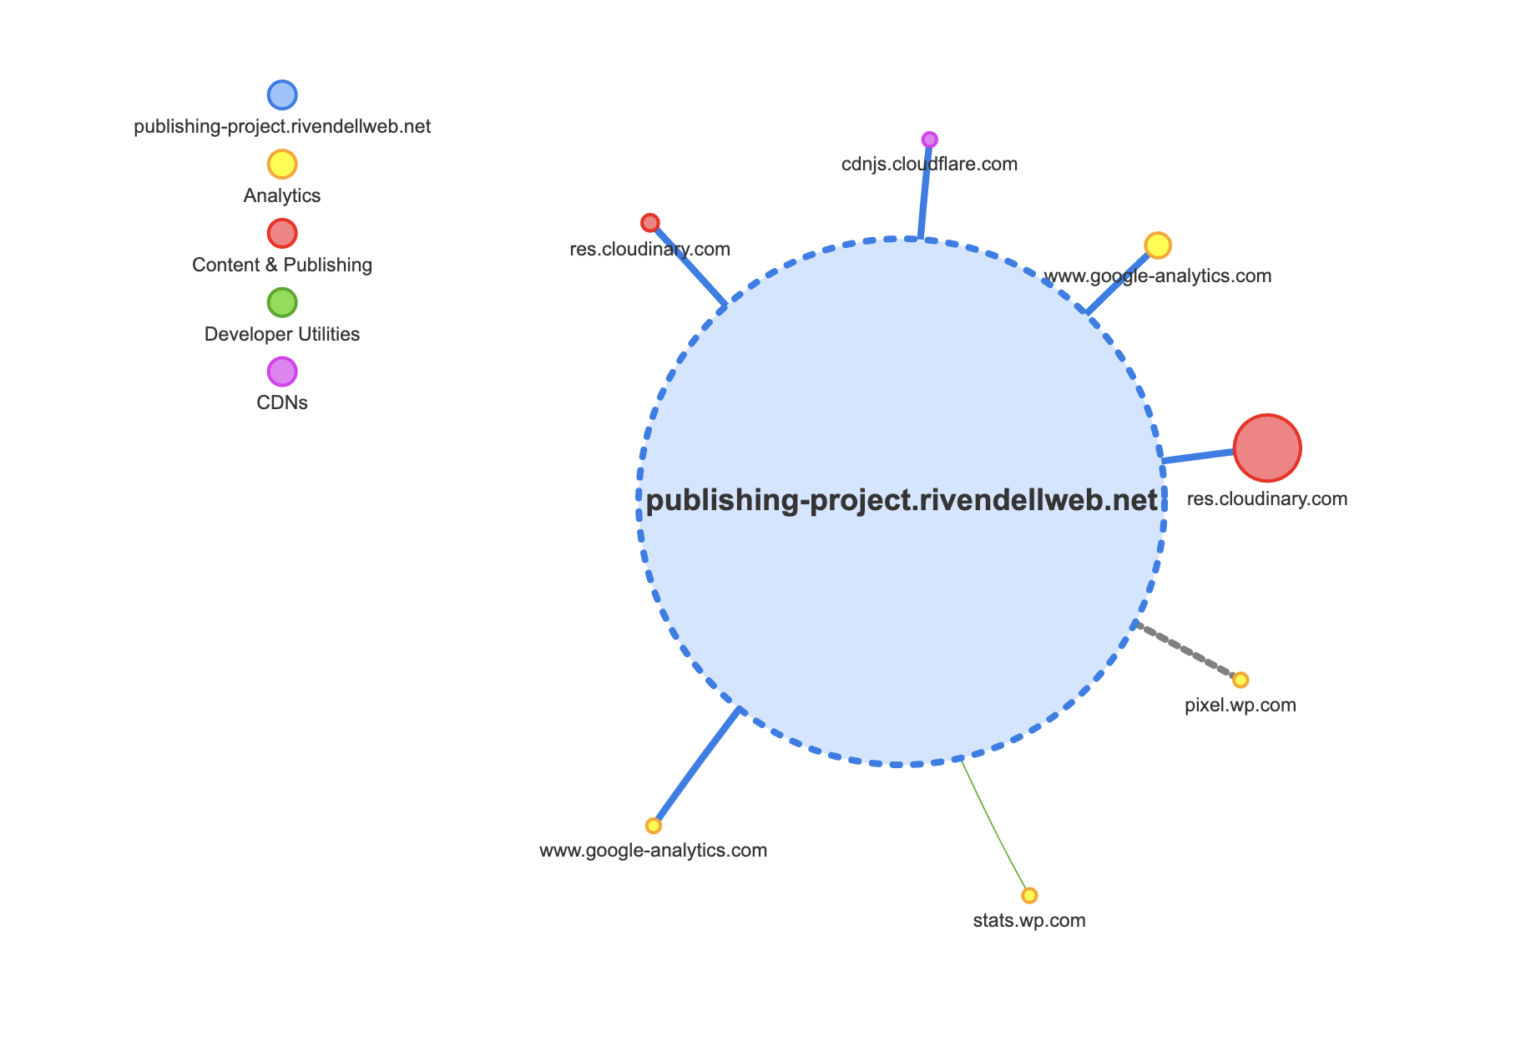 publishing-project.rivendellweb.net
Analytics
Content & Publishing
Developer Utilities
CDNs
cdnjs.cloudflare.com
res.cloudinary.com
www.google-analytics.com
publishing-project.rivendellweb.net
res.cloudinary.com
pixel.wp.com
www.google-analytics.com
stats.wp.com